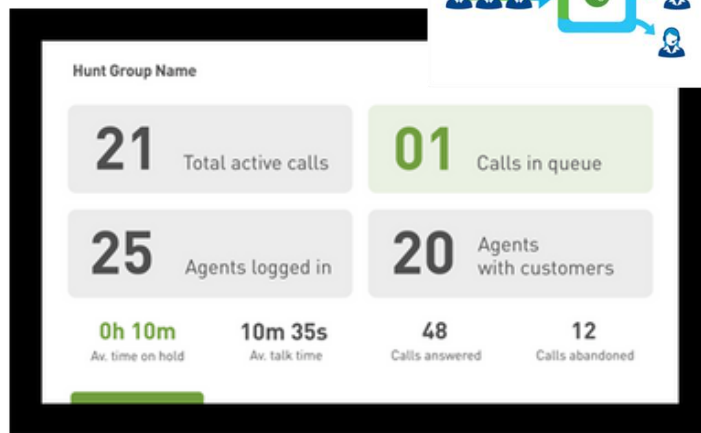 Hunt Group Name
21 Total active calls
01 Calls in queue
25 Agents logged in
20 Agents
with customers
0h 10m
Av. time on hold
10m 35s
Av. talk time
48
Calls answered
12
Calls abandoned